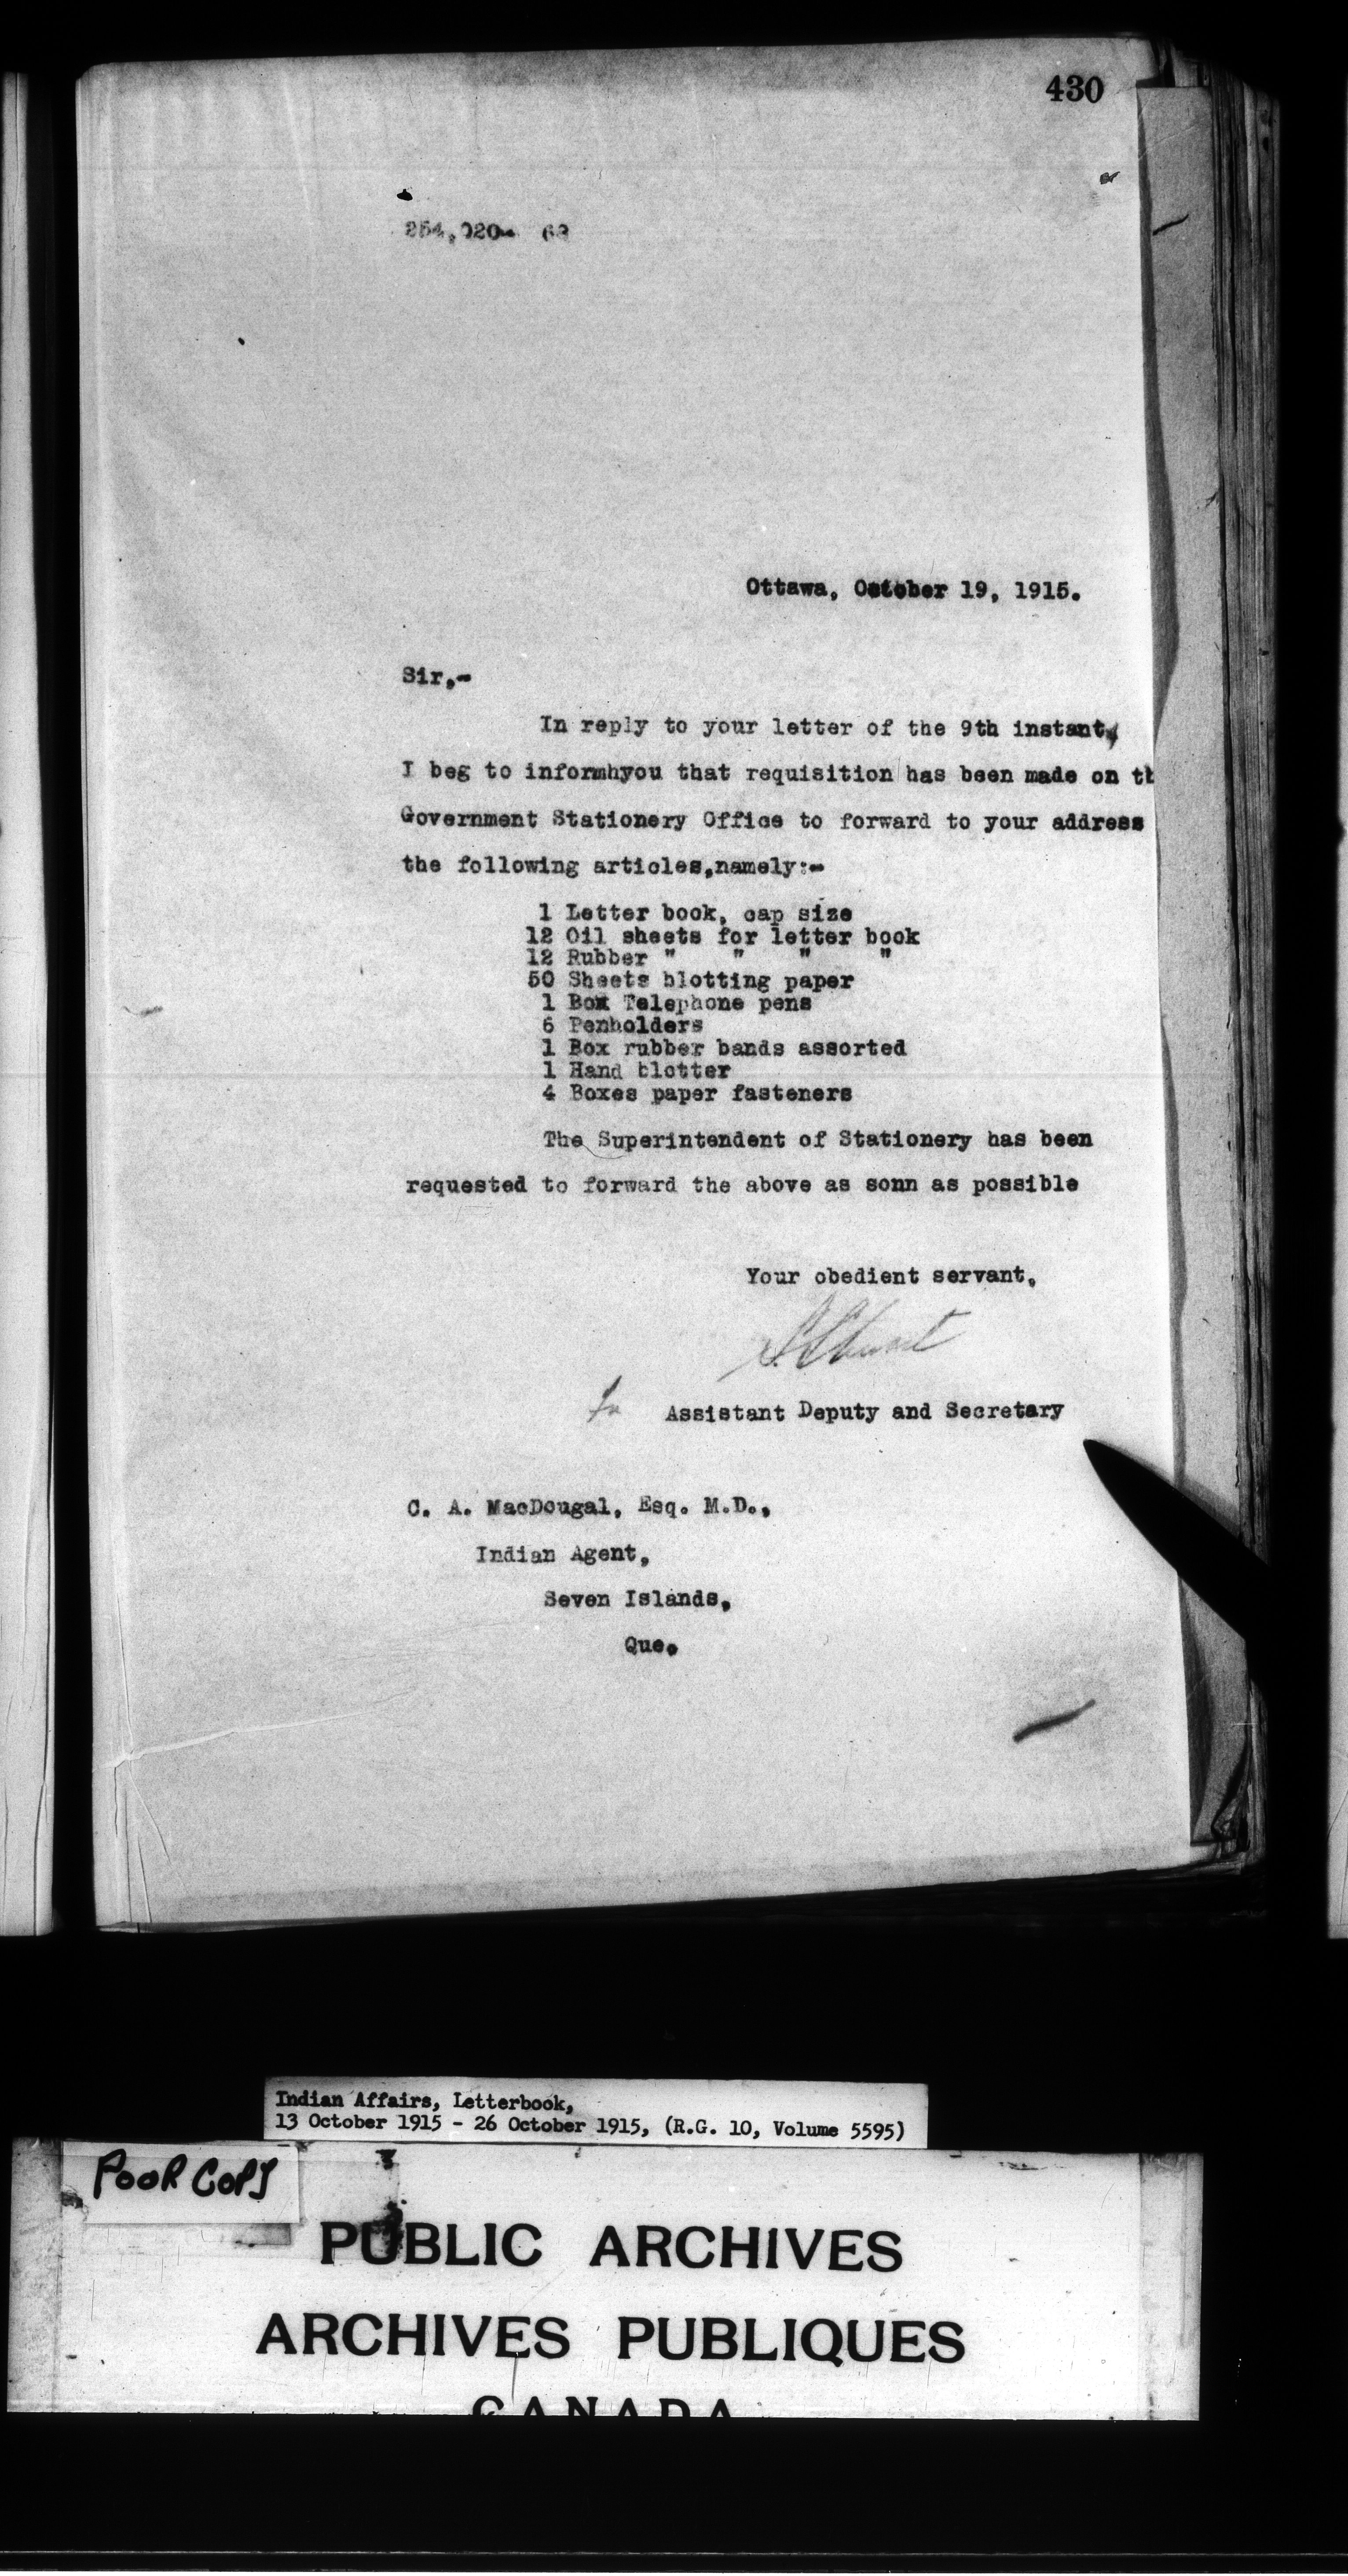 430
254,020- 62
Ottawa, October 19, 1915.
Sir,-
In reply to your letter of the 9th instant,
I beg to informhyou that requisition has been made on th
Government Stationery Office to forward to your address
the following articles,namely:-
1 Letter book, cap size
12 Oil sheets for letter book
12 Rubber " " " "
50 Sheets blotting paper
1 Box Telephone pens
6 Penholders
1 Box rubber bands assorted
1 Hand blotter
4 Boxes paper fasteners
The Superintendent of Stationery has been
requested to forward the above as sonn as possible
Your obedient servant,
Assistant Deputy and Secretary
C. A. MacDougal, Esq. M.D.,
Indian Agent,
Seven Islands,
Que.
Indian Affairs, Letterbook,
13 October 1915 - 26 October 1915, (R.G. 10, Volume 5595)
POOR COPY
PUBLIC ARCHIVES
ARCHIVES PUBLIQUES
CANADA